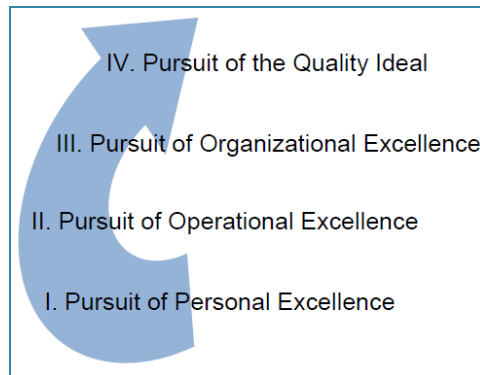 IV. Pursuit of the Quality Ideal
III. Pursuit of Organizational Excellence
II. Pursuit of Operational Excellence
I. Pursuit of Personal Excellence